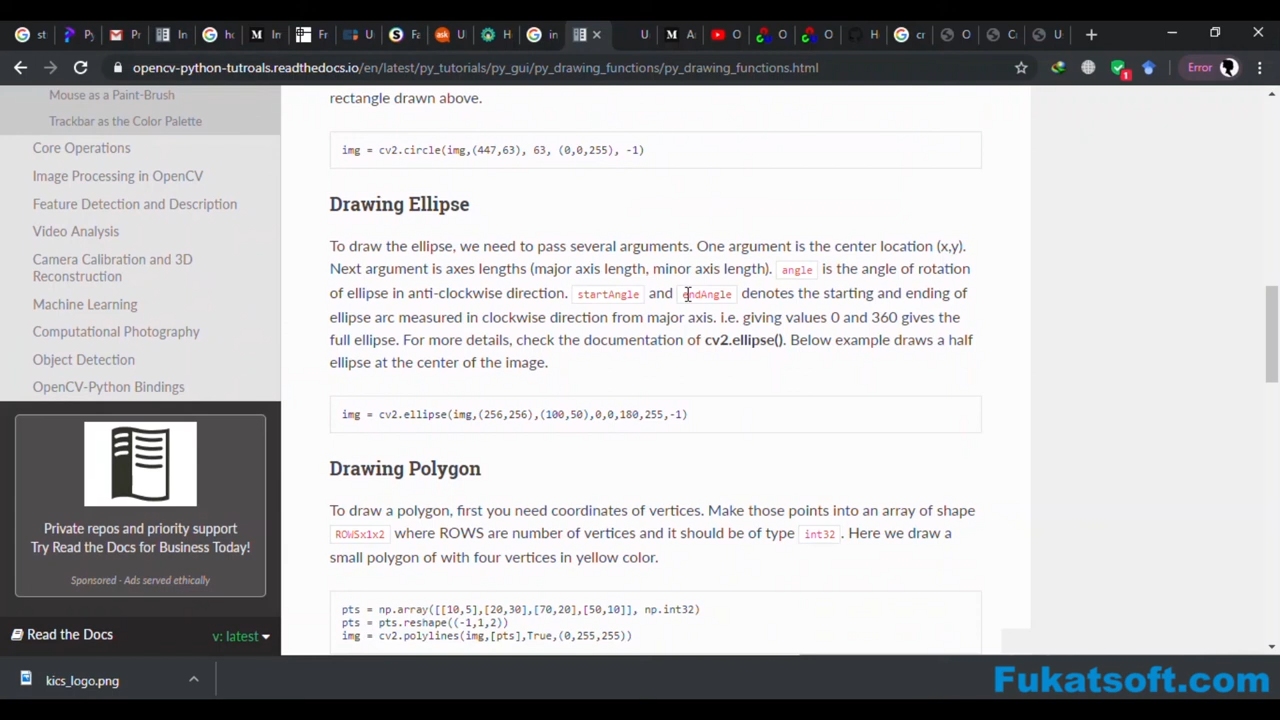 st
Py
Pr
In
ho
In
Fr
U
Fa
U
H
in
U
A
O
O
O
H
cr
O
C
U
opencv-python-tutroals.readthedocs.io/en/latest/py_tutorials/py_gui/py_drawing_functions/py_drawing_functions.html
1
Error
Mouse as a Paint-Brush
Trackbar as the Color Palette
Core Operations
Image Processing in OpenCV
Feature Detection and Description
Video Analysis
Camera Calibration and 3D
Reconstruction
Machine Learning
Computational Photography
Object Detection
OpenCV-Python Bindings
Private repos and priority support
Try Read the Docs for Business Today!
Sponsored - Ads served ethically
Read the Docs
v: latest
rectangle drawn above.
img = cv2.circle(img,(447,63), 63, (0,0,255), -1)
Drawing Ellipse
To draw the ellipse, we need to pass several arguments. One argument is the center location (x,y).
Next argument is axes lengths (major axis length, minor axis length). angle is the angle of rotation
of ellipse in anti-clockwise direction. startAngle and endAngle denotes the starting and ending of
ellipse arc measured in clockwise direction from major axis. i.e. giving values 0 and 360 gives the
full ellipse. For more details, check the documentation of cv2.ellipse(). Below example draws a half
ellipse at the center of the image.
img = cv2.ellipse(img,(256,256),(100,50),0,0,180,255,-1)
Drawing Polygon
To draw a polygon, first you need coordinates of vertices. Make those points into an array of shape
ROWSx1x2 where ROWS are number of vertices and it should be of type int32 . Here we draw a
small polygon of with four vertices in yellow color.
pts = np.array([[10,5],[20,30],[70,20],[50,10]], np.int32)
pts = pts.reshape((-1,1,2))
img = cv2.polylines(img,[pts],True,(0,255,255))
kics_logo.png
Fukatsoft.com